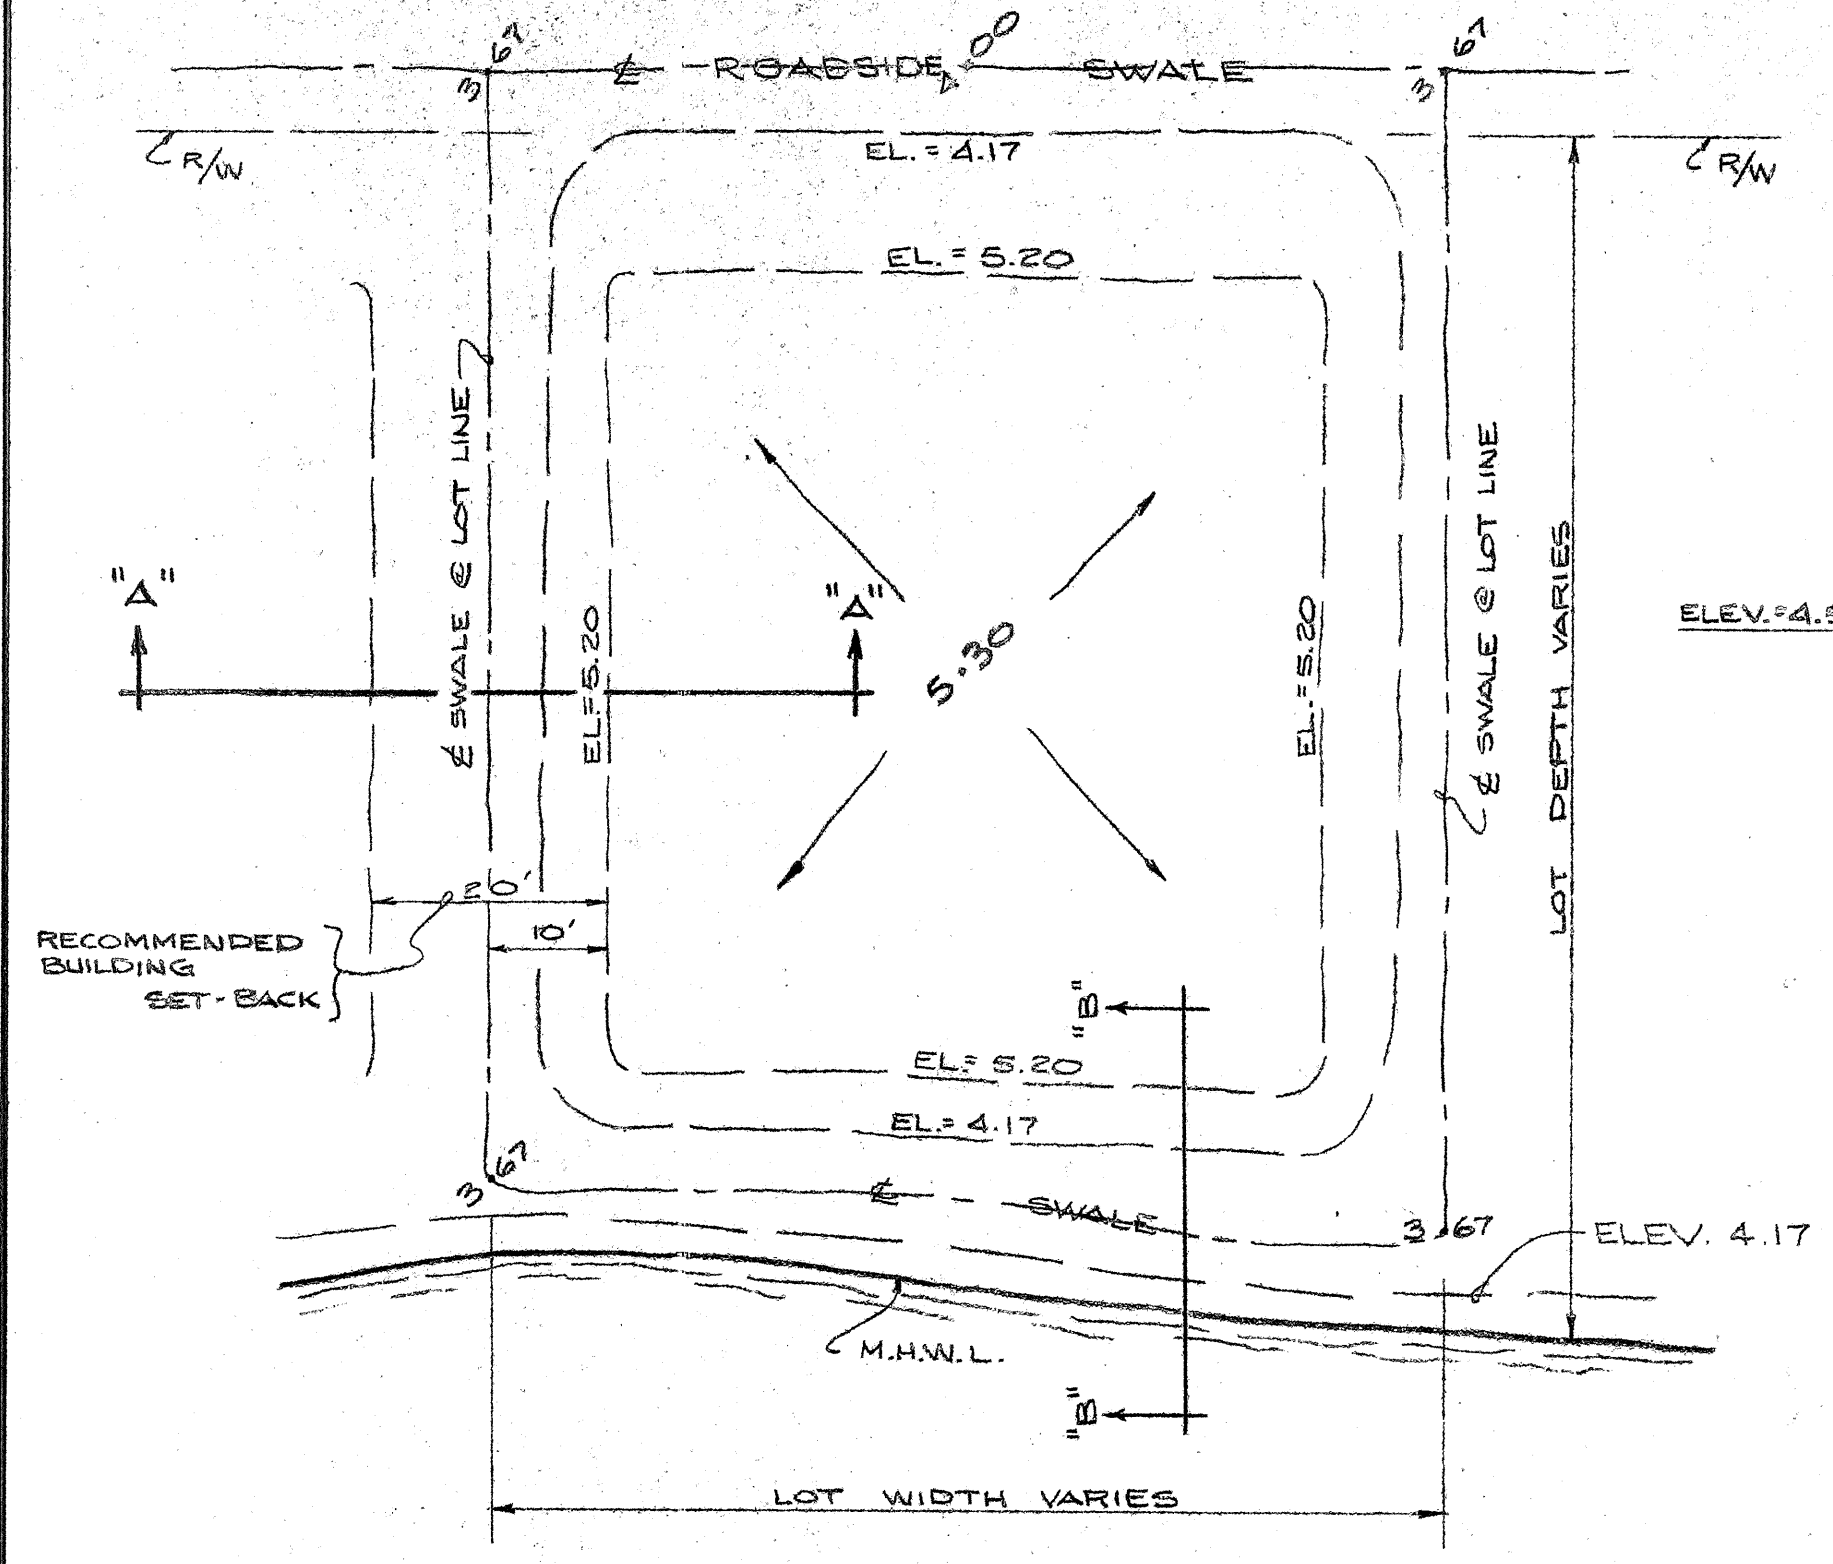 3.67
℄ ROADSIDE SWALE
4.00
3.67
R/W
EL. = 4.17
R/W
EL. = 5.20
℄ SWALE @ LOT LINE
℄ SWALE @ LOT LINE
LOT DEPTH VARIES
"A"
"A"
EL.=5.20
5.30
EL.=5.20
20'
10'
RECOMMENDED
BUILDING
SET-BACK
"B"
EL.= 5.20
EL.= 4.17
3.67
℄ SWALE
3.67
ELEV. 4.17
M.H.W.L.
"B"
LOT WIDTH VARIES